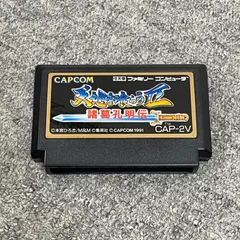 CAPCOM
ファミリー コンピュータ
天地を喰らうII
諸葛孔明伝
©本宮ひろ志/M&M ©集英社 ©CAPCOM 1991 CAP-2V